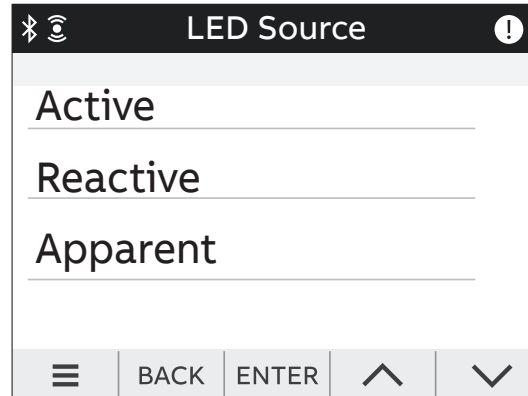 LED Source
Active
Reactive
Apparent
BACK ENTER